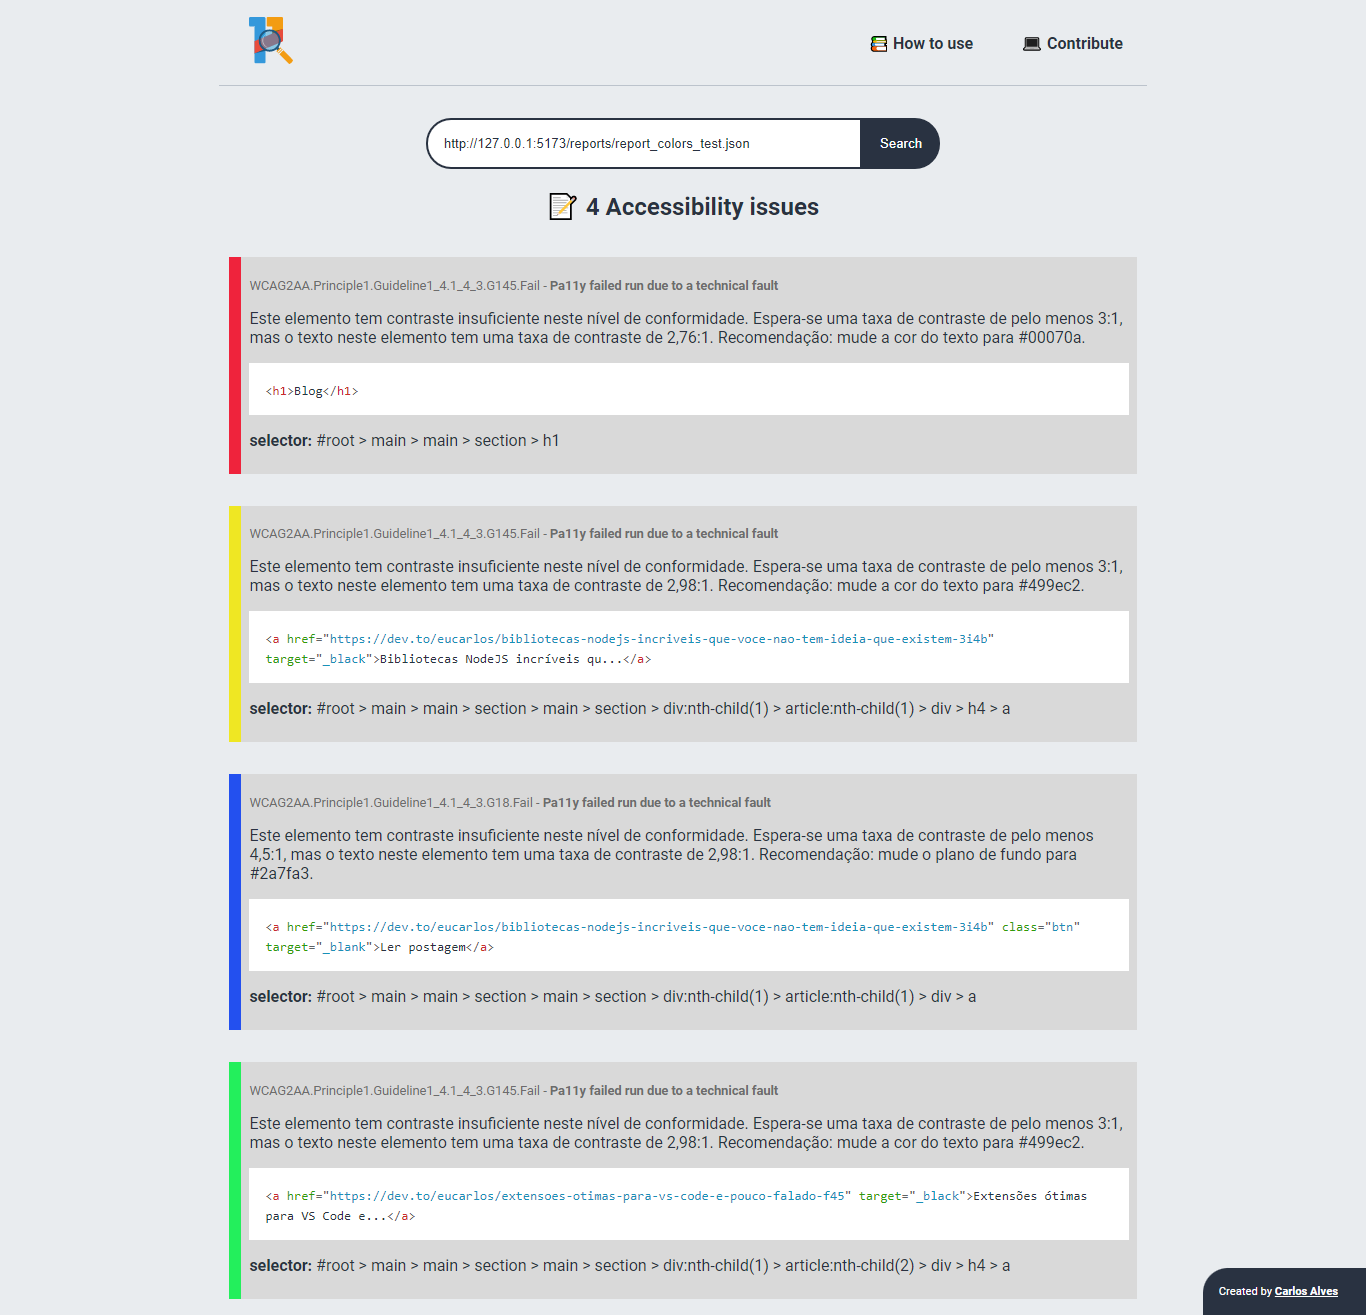 How to use
Contribute
http://127.0.0.1:5173/reports/report_colors_test.json
Search
4 Accessibility issues
WCAG2AA.Principle1.Guideline1_4.1_4_3.G145.Fail - Pa11y failed run due to a technical fault
Este elemento tem contraste insuficiente neste nível de conformidade. Espera-se uma taxa de contraste de pelo menos 3:1,
mas o texto neste elemento tem uma taxa de contraste de 2,76:1. Recomendação: mude a cor do texto para #00070a.
<h1>Blog</h1>
selector: #root > main > main > section > h1
WCAG2AA.Principle1.Guideline1_4.1_4_3.G145.Fail - Pa11y failed run due to a technical fault
Este elemento tem contraste insuficiente neste nível de conformidade. Espera-se uma taxa de contraste de pelo menos 3:1,
mas o texto neste elemento tem uma taxa de contraste de 2,98:1. Recomendação: mude a cor do texto para #499ec2.
<a href="https://dev.to/eucarlos/bibliotecas-nodejs-incriveis-que-voce-nao-tem-ideia-que-existem-3i4b"
target="_black">Bibliotecas NodeJS incríveis qu...</a>
selector: #root > main > main > section > main > section > div:nth-child(1) > article:nth-child(1) > div > h4 > a
WCAG2AA.Principle1.Guideline1_4.1_4_3.G18.Fail - Pa11y failed run due to a technical fault
Este elemento tem contraste insuficiente neste nível de conformidade. Espera-se uma taxa de contraste de pelo menos
4,5:1, mas o texto neste elemento tem uma taxa de contraste de 2,98:1. Recomendação: mude o plano de fundo para
#2a7fa3.
<a href="https://dev.to/eucarlos/bibliotecas-nodejs-incriveis-que-voce-nao-tem-ideia-que-existem-3i4b" class="btn"
target="_blank">Ler postagem</a>
selector: #root > main > main > section > main > section > div:nth-child(1) > article:nth-child(1) > div > a
WCAG2AA.Principle1.Guideline1_4.1_4_3.G145.Fail - Pa11y failed run due to a technical fault
Este elemento tem contraste insuficiente neste nível de conformidade. Espera-se uma taxa de contraste de pelo menos 3:1,
mas o texto neste elemento tem uma taxa de contraste de 2,98:1. Recomendação: mude a cor do texto para #499ec2.
<a href="https://dev.to/eucarlos/extensoes-otimas-para-vs-code-e-pouco-falado-f45" target="_black">Extensões ótimas
para VS Code e...</a>
selector: #root > main > main > section > main > section > div:nth-child(1) > article:nth-child(2) > div > h4 > a
Created by Carlos Alves